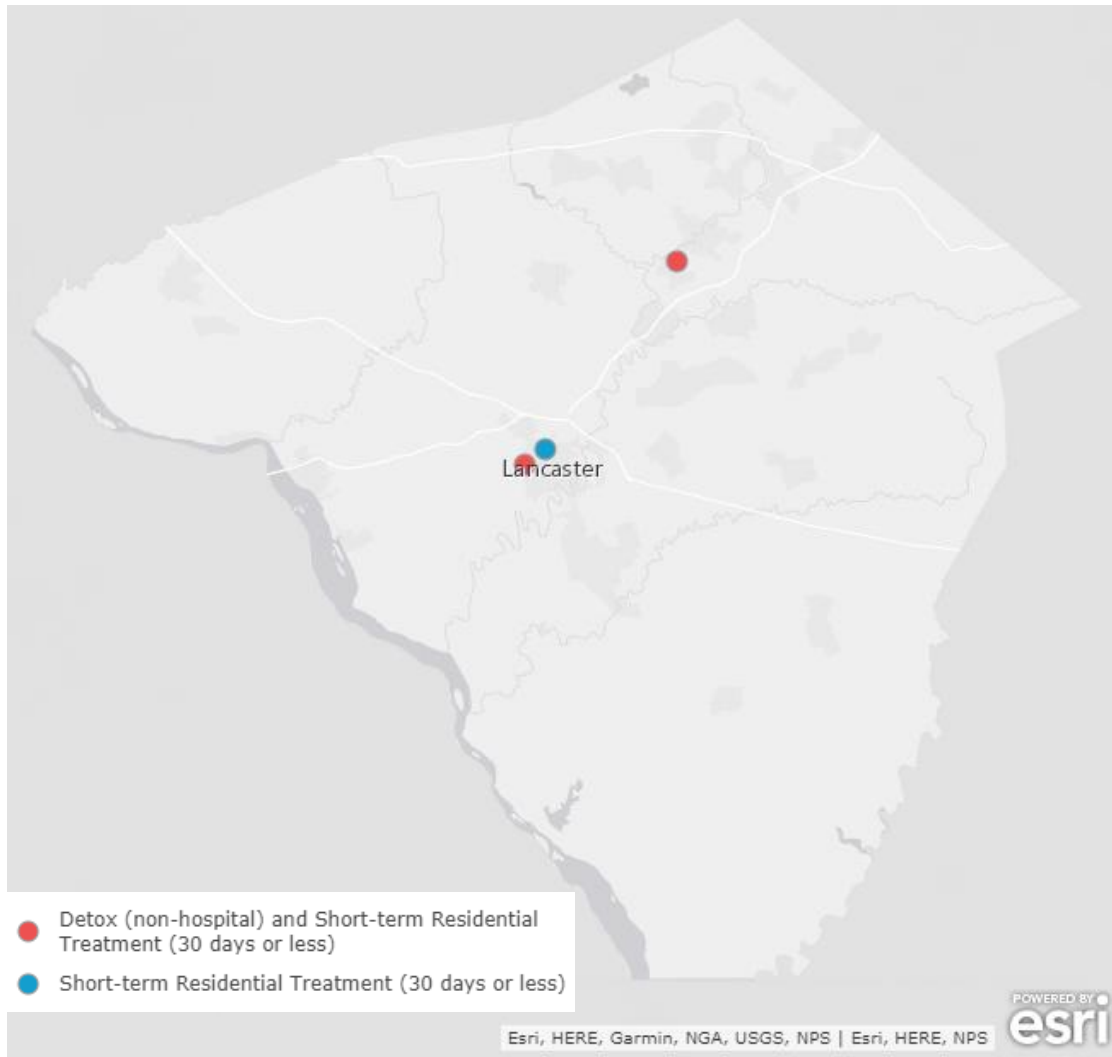 Lancaster
Detox (non-hospital) and Short-term Residential
Treatment (30 days or less)
Short-term Residential Treatment (30 days or less)
POWERED BY
esri
Esri, HERE, Garmin, NGA, USGS, NPS | Esri, HERE, NPS